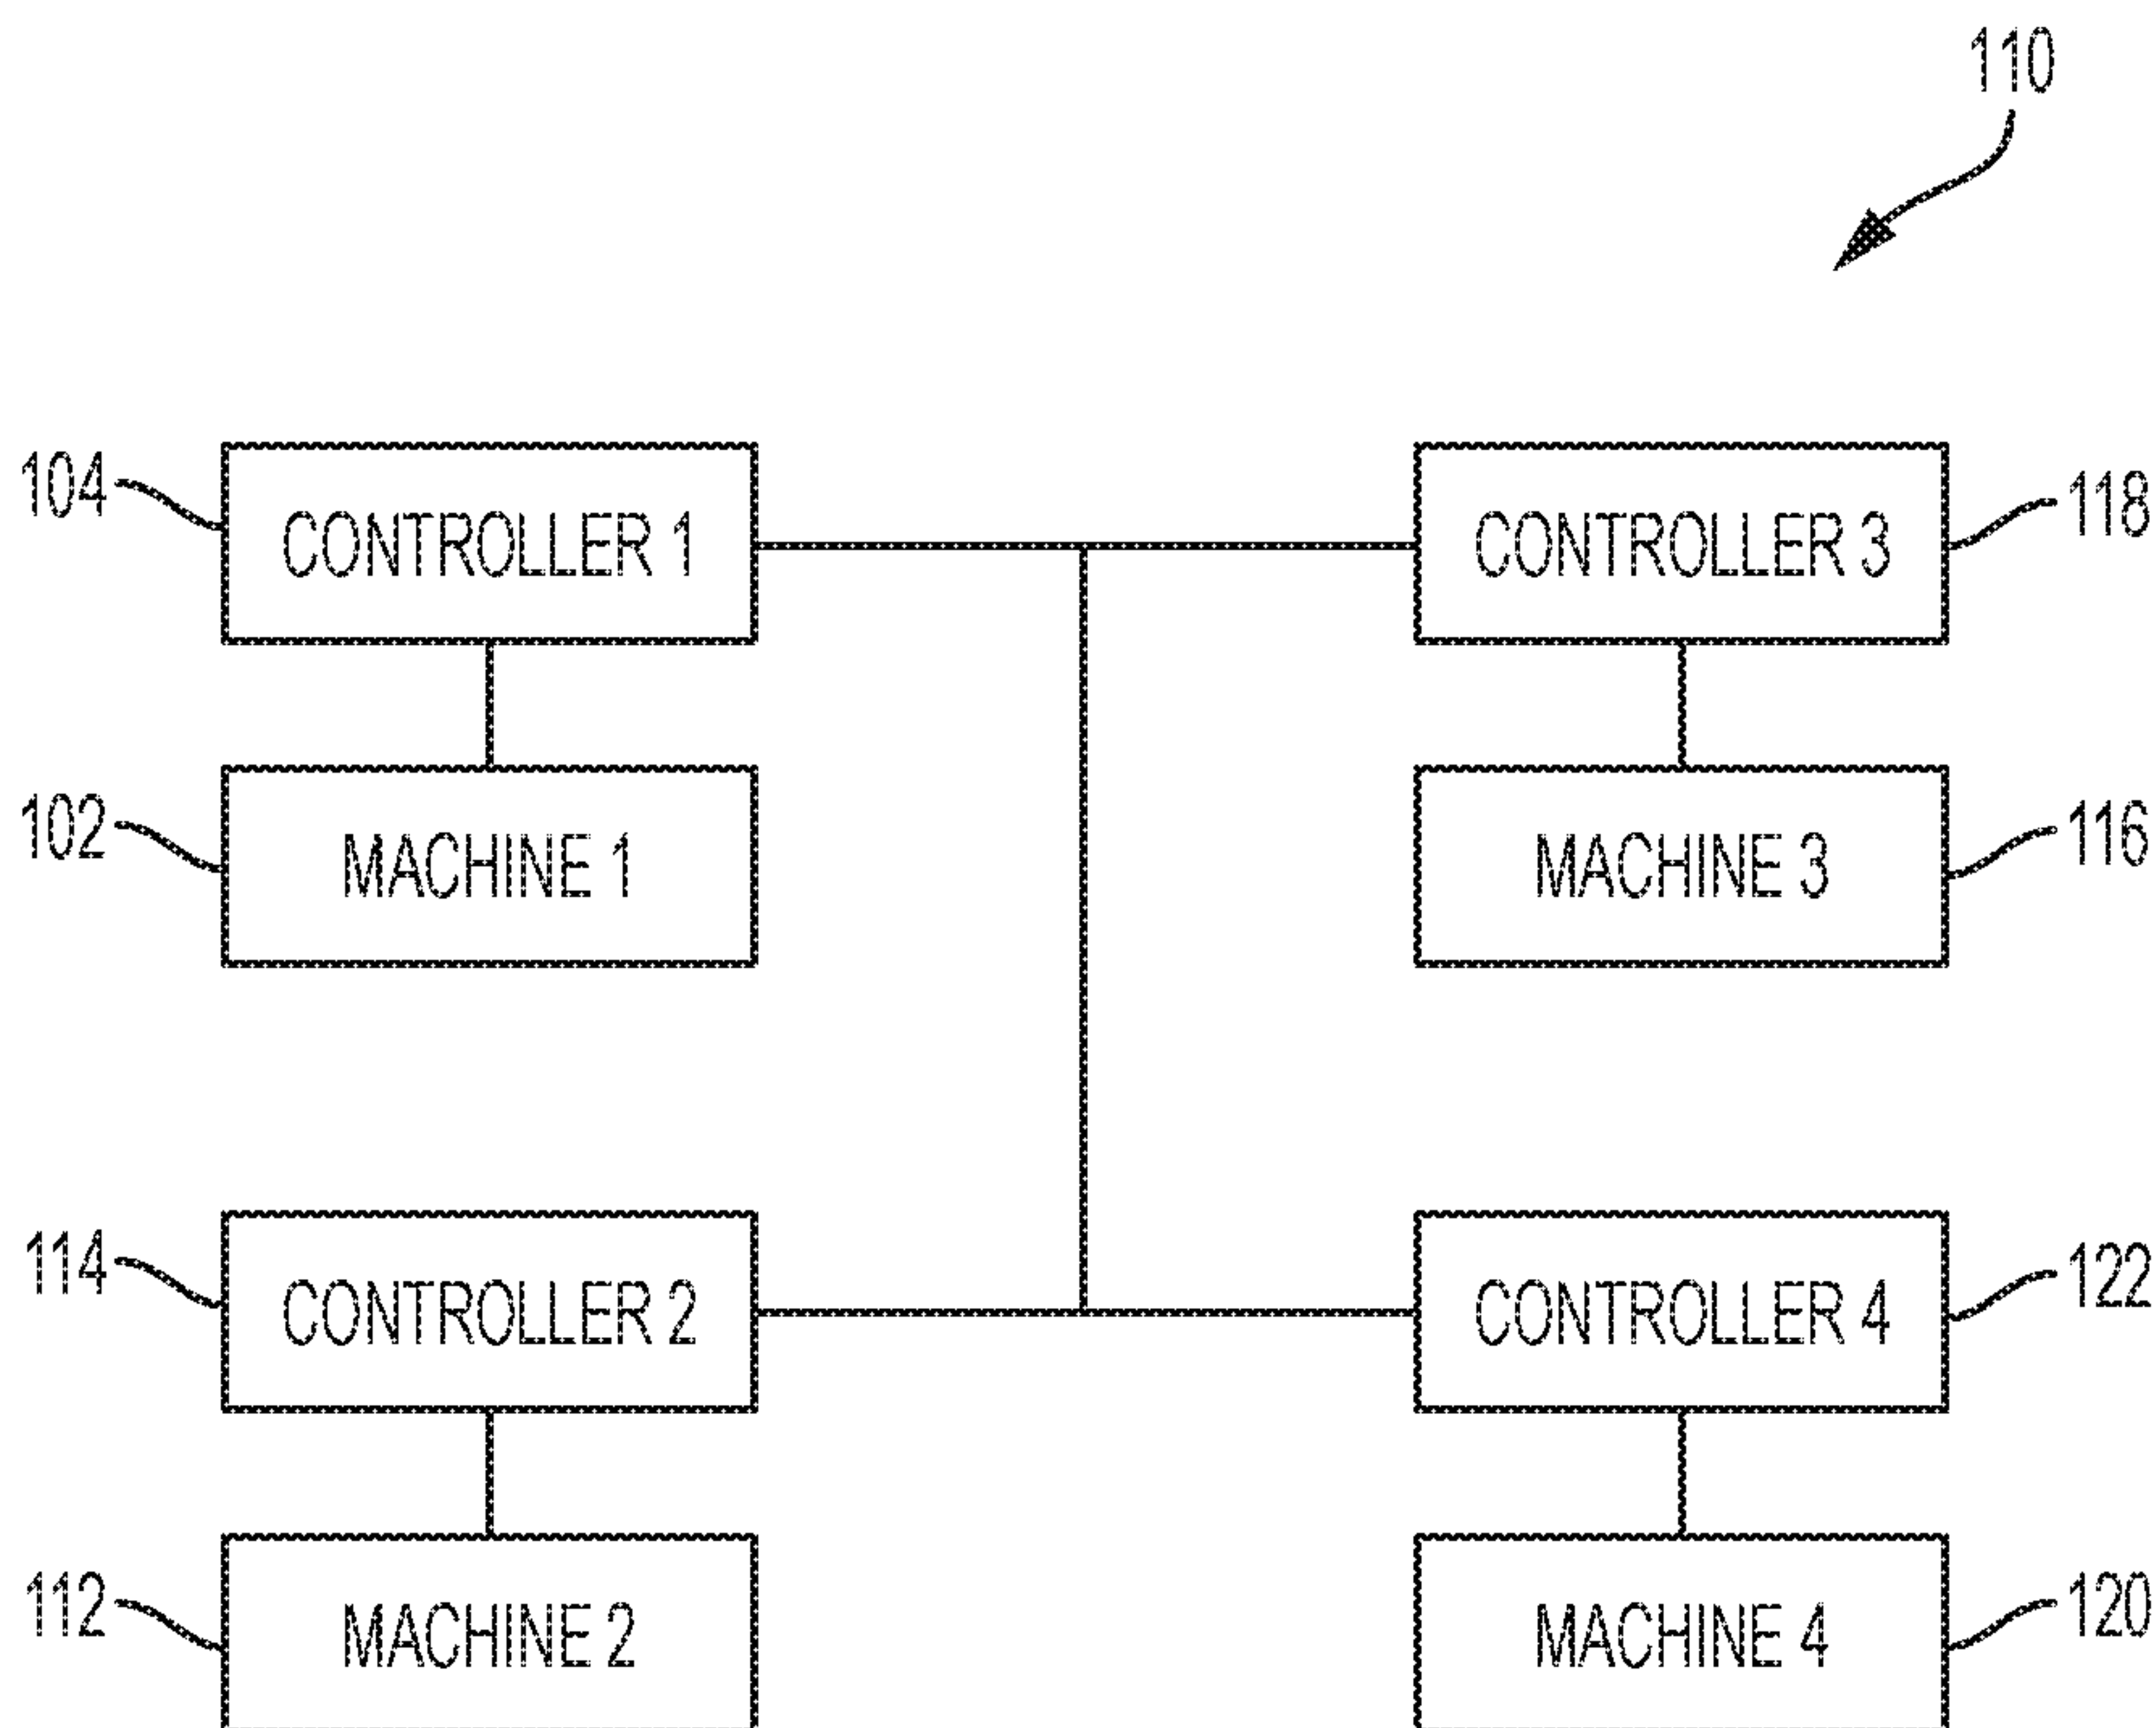 110
104
CONTROLLER 1
CONTROLLER 3
118
102
MACHINE 1
MACHINE 3
116
114
CONTROLLER 2
CONTROLLER 4
122
112
MACHINE 2
MACHINE 4
120